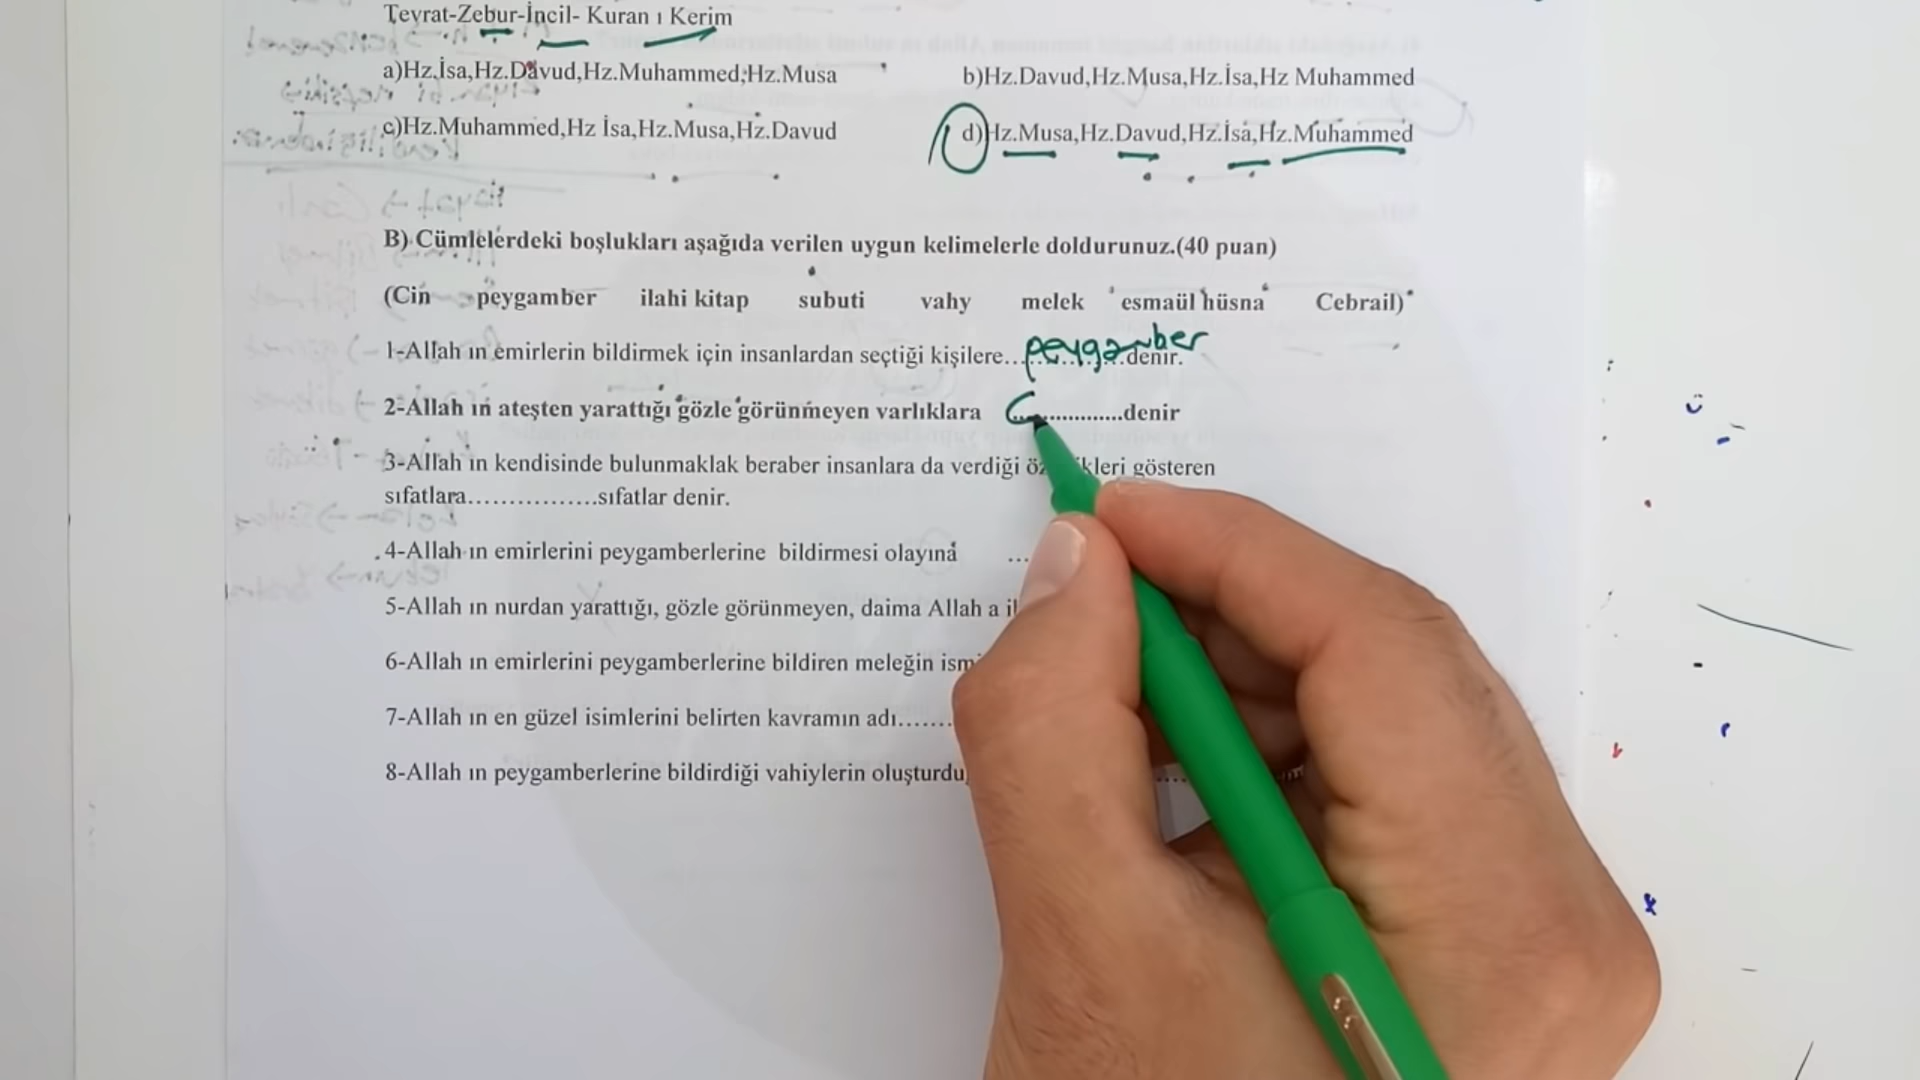 Tevrat-Zebur-İncil- Kuran ı Kerim
a)Hz.İsa,Hz.Davud,Hz.Muhammed,Hz.Musa b)Hz.Davud,Hz.Musa,Hz.İsa,Hz Muhammed
c)Hz.Muhammed,Hz İsa,Hz.Musa,Hz.Davud d)Hz.Musa,Hz.Davud,Hz.İsa,Hz.Muhammed
B) Cümlelerdeki boşlukları aşağıda verilen uygun kelimelerle doldurunuz.(40 puan)
(Cin peygamber ilahi kitap subuti vahy melek esmaül hüsna Cebrail)
1-Allah ın emirlerin bildirmek için insanlardan seçtiği kişilere...peygamber...denir.
2-Allah ın ateşten yarattığı gözle görünmeyen varlıklara C...............denir
3-Allah ın kendisinde bulunmaklak beraber insanlara da verdiği gösteren
sıfatlara.................sıfatlar denir.
4-Allah ın emirlerini peygamberlerine bildirmesi olayına ...
5-Allah ın nurdan yarattığı, gözle görünmeyen, daima Allah a
6-Allah ın emirlerini peygamberlerine bildiren meleğin
7-Allah ın en güzel isimlerini belirten kavramın adı.......
8-Allah ın peygamberlerine bildirdiği vahiylerin